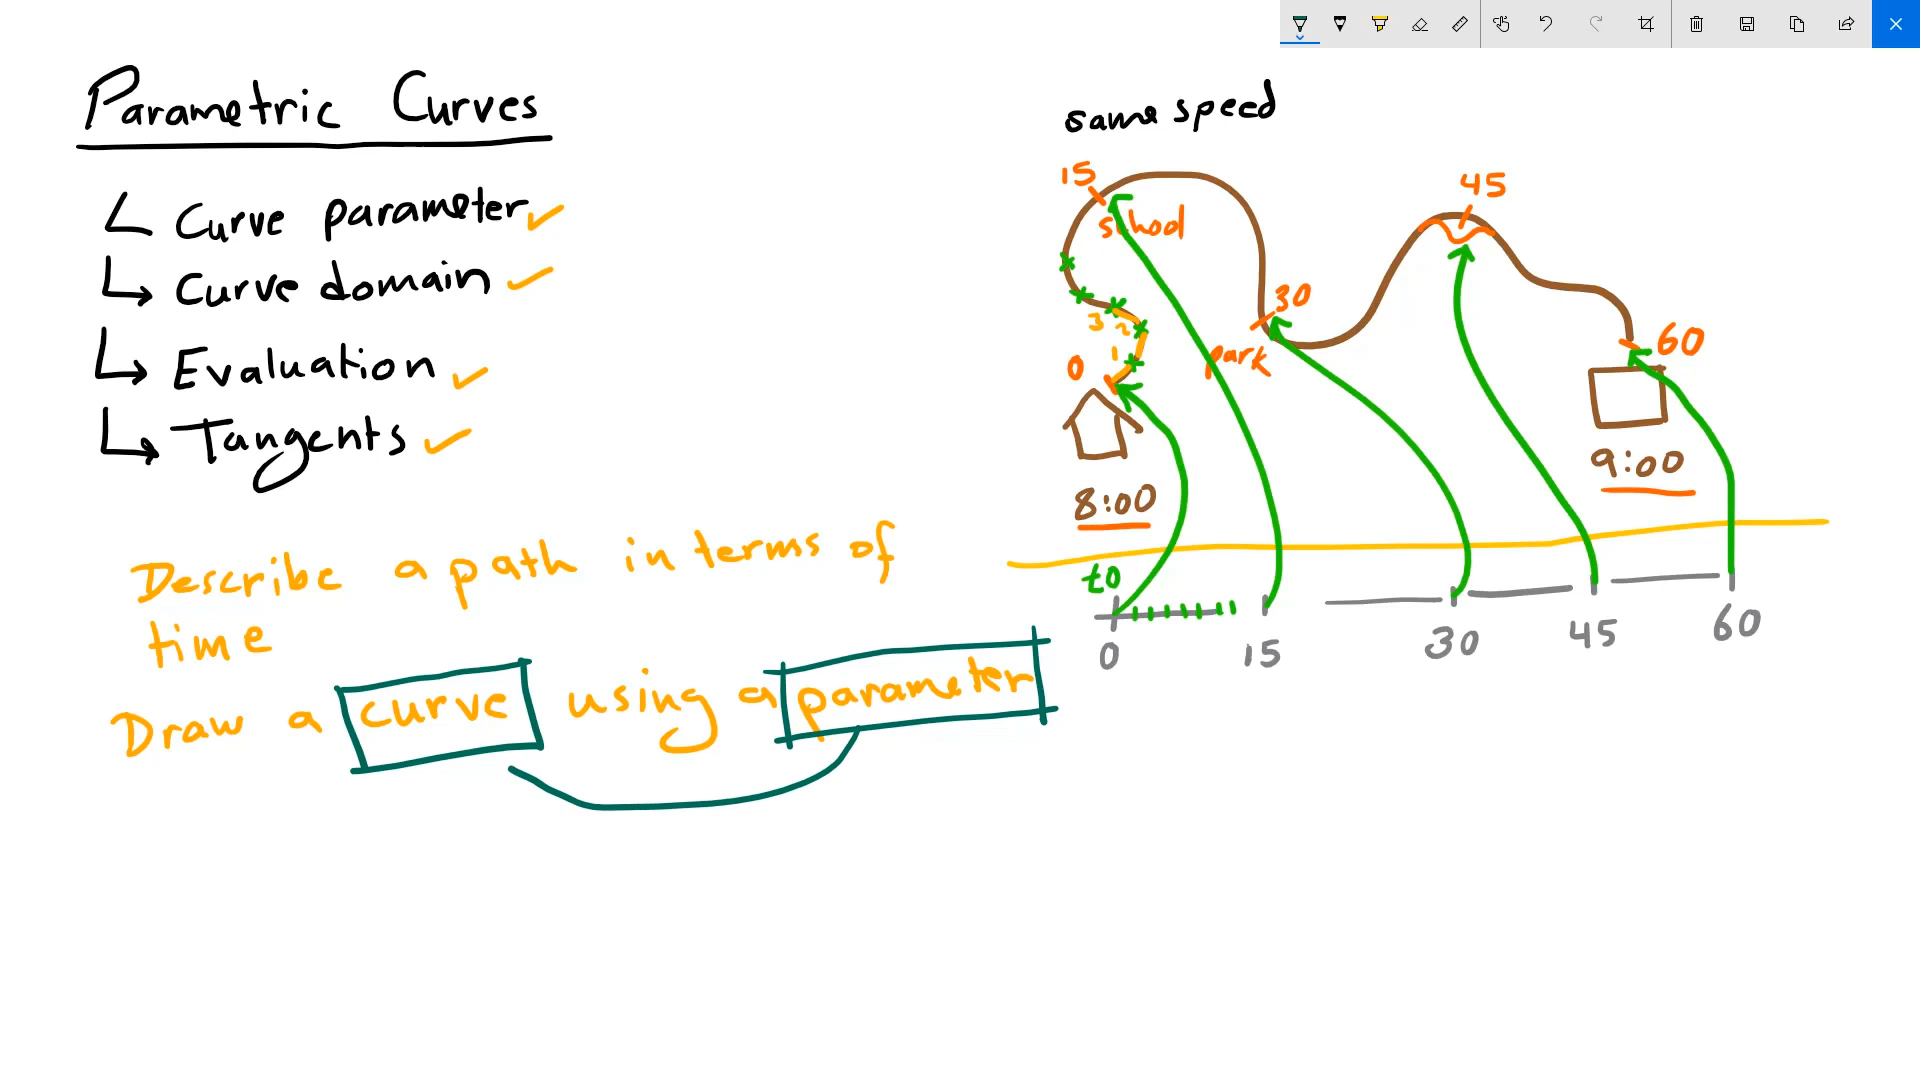 Parametric Curves
Curve parameter
Curve domain
Evaluation
Tangents
Describe a path in terms of
time
Draw a curve using a parameter
same speed
15
school
45
30
park
3
2
1
0
60
8:00
9:00
t0
0
15
30
45
60